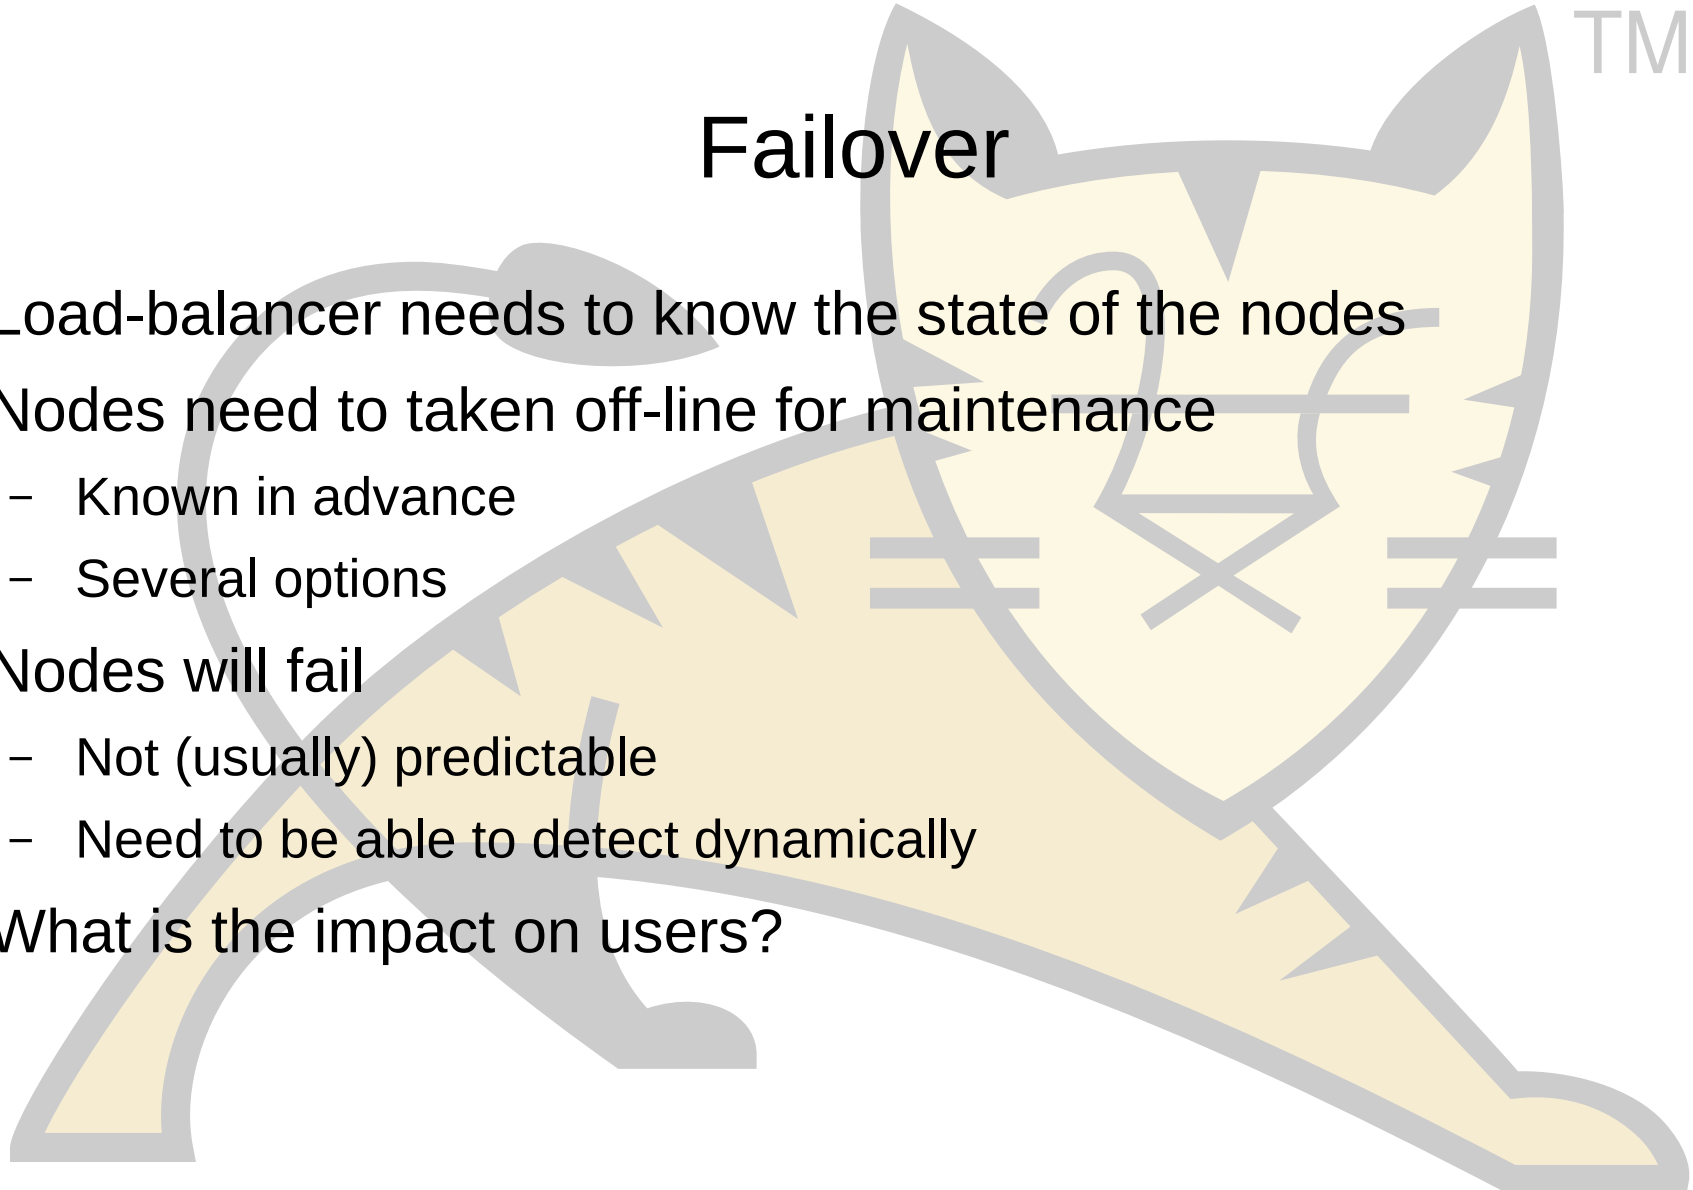 TM
Failover
Load-balancer needs to know the state of the nodes
Nodes need to taken off-line for maintenance
– Known in advance
– Several options
Nodes will fail
– Not (usually) predictable
– Need to be able to detect dynamically
What is the impact on users?